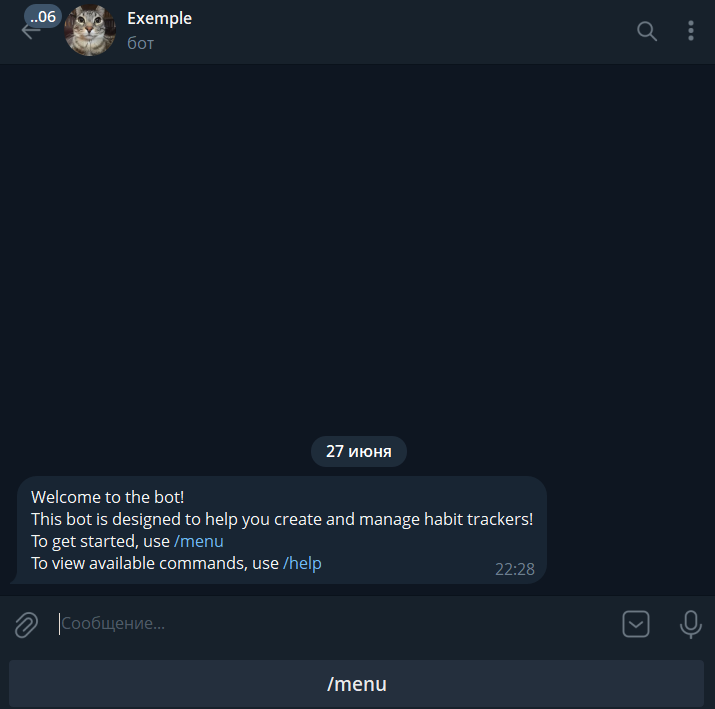 ..06
Exemple
бот
27 июня
Welcome to the bot!
This bot is designed to help you create and manage habit trackers!
To get started, use /menu
To view available commands, use /help
22:28
Сообщение...
/menu